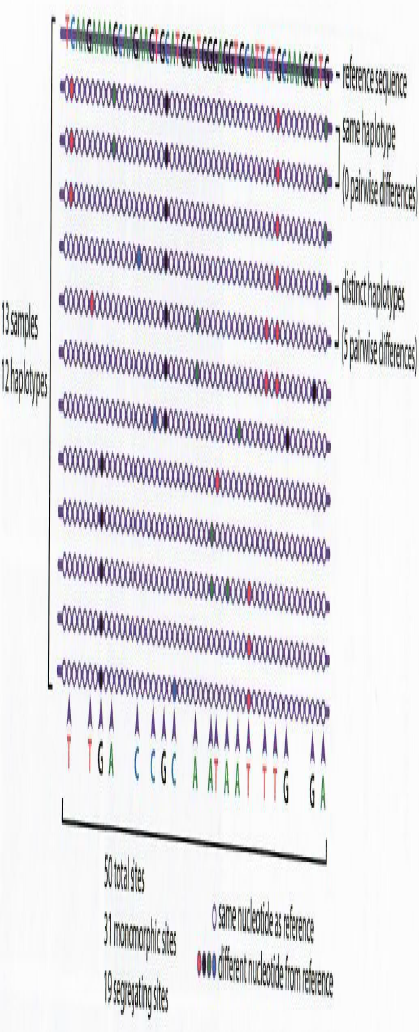 reference sequence
same haplotype
(0 pairwise differences)
distinct haplotypes
(5 pairwise differences)
13 samples
12 haplotypes
T T G A C C G C A A T A A T T T G G A
50 total sites
31 monomorphic sites
19 segregating sites
same nucleotide as reference
different nucleotide from reference